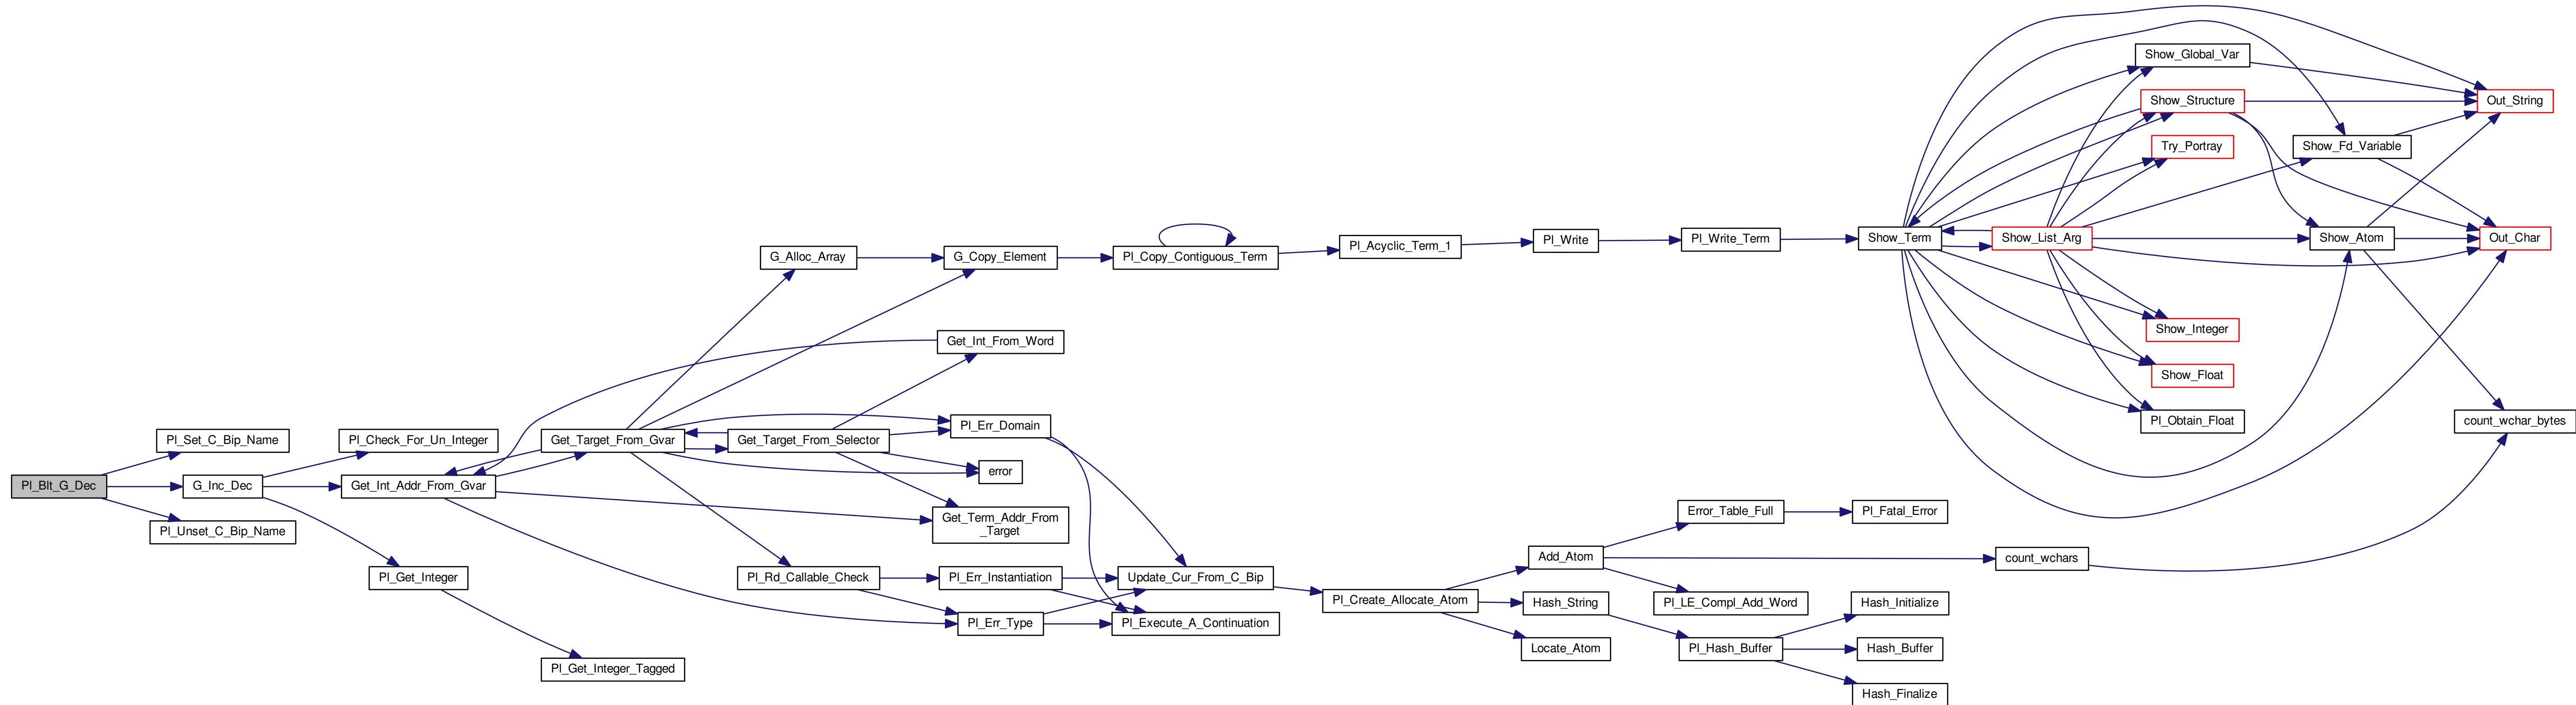 Pl_Blt_G_Dec
Pl_Set_C_Bip_Name
G_Inc_Dec
Pl_Unset_C_Bip_Name
Pl_Check_For_Un_Integer
Get_Int_Addr_From_Gvar
Pl_Get_Integer
Get_Target_From_Gvar
Pl_Get_Integer_Tagged
G_Alloc_Array
Get_Target_From_Selector
Pl_Rd_Callable_Check
G_Copy_Element
Get_Int_From_Word
Pl_Err_Domain
error
Get_Term_Addr_From
_Target
Pl_Err_Instantiation
Pl_Err_Type
Pl_Copy_Contiguous_Term
Update_Cur_From_C_Bip
Pl_Execute_A_Continuation
Pl_Acyclic_Term_1
Pl_Create_Allocate_Atom
Pl_Write
Add_Atom
Hash_String
Locate_Atom
Pl_Write_Term
Error_Table_Full
Pl_LE_Compl_Add_Word
Pl_Hash_Buffer
Show_Term
Pl_Fatal_Error
Hash_Initialize
Hash_Buffer
Hash_Finalize
Show_List_Arg
count_wchars
Show_Global_Var
Show_Structure
Try_Portray
Show_Integer
Show_Float
Pl_Obtain_Float
Show_Fd_Variable
Show_Atom
Out_String
Out_Char
count_wchar_bytes